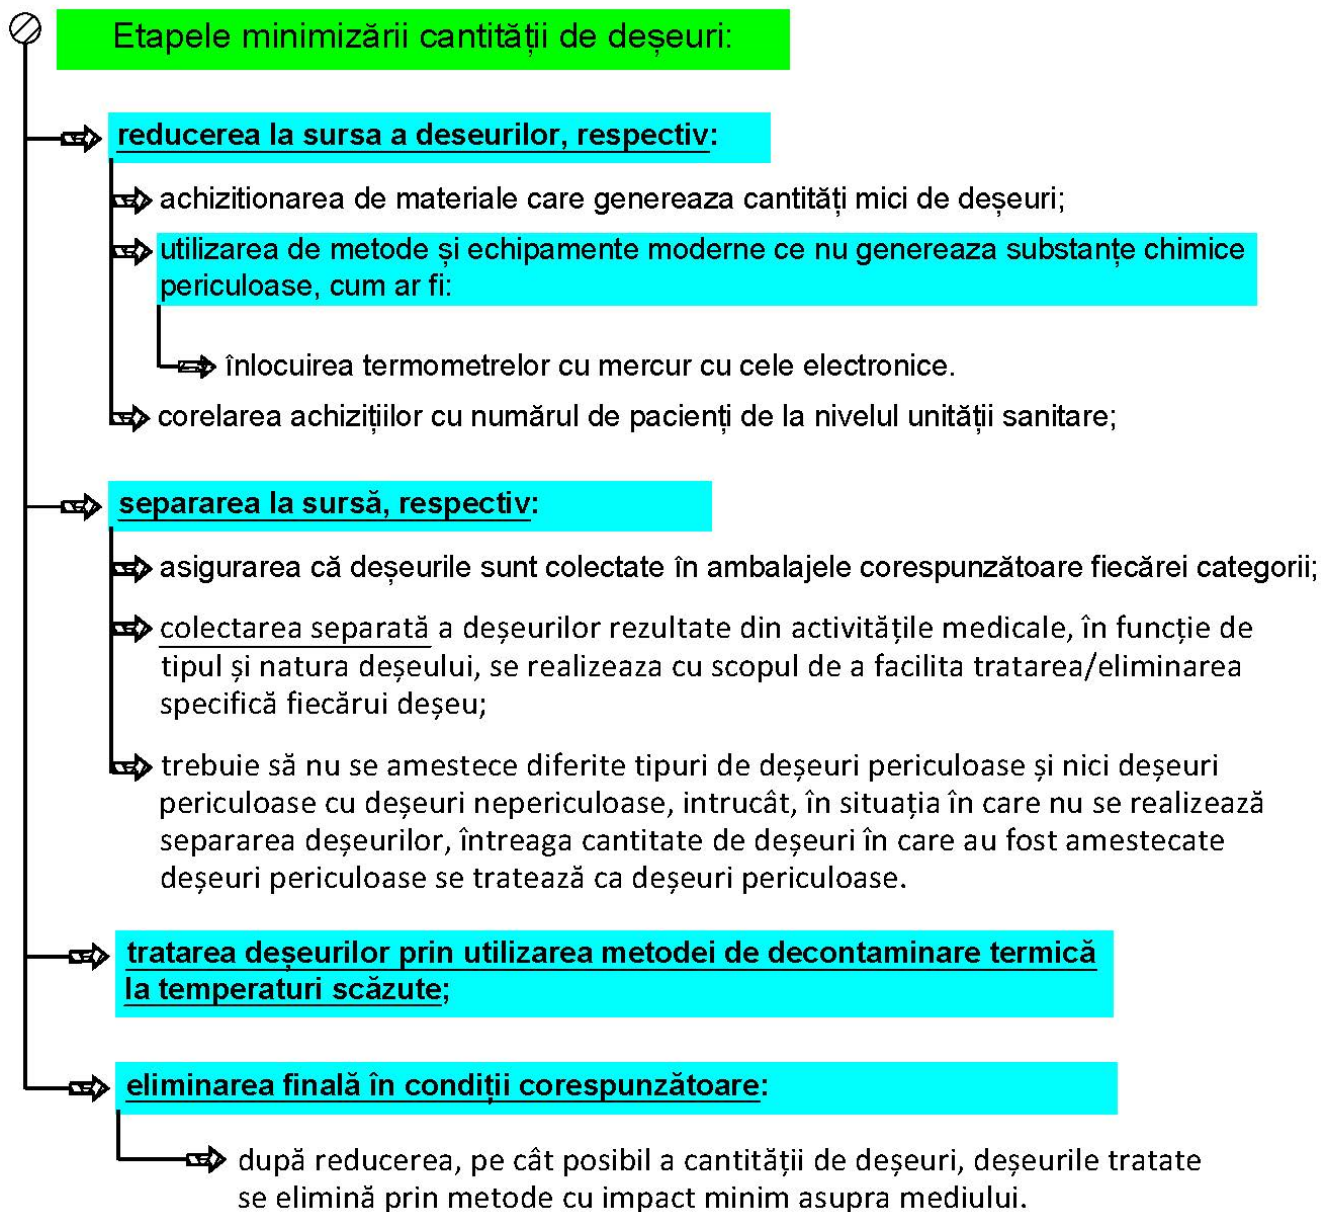 Etapele minimizării cantității de deșeuri:
reducerea la sursa a deseurilor, respectiv:
achizitionarea de materiale care genereaza cantități mici de deșeuri;
utilizarea de metode și echipamente moderne ce nu genereaza substanțe chimice
periculoase, cum ar fi:
înlocuirea termometrelor cu mercur cu cele electronice.
corelarea achizițiilor cu numărul de pacienți de la nivelul unității sanitare;
separarea la sursă, respectiv:
asigurarea că deșeurile sunt colectate în ambalajele corespunzătoare fiecărei categorii;
colectarea separată a deșeurilor rezultate din activitățile medicale, în funcție de
tipul și natura deșeului, se realizeaza cu scopul de a facilita tratarea/eliminarea
specifică fiecărui deșeu;
trebuie să nu se amestece diferite tipuri de deșeuri periculoase și nici deșeuri
periculoase cu deșeuri nepericuloase, intrucât, în situația în care nu se realizează
separarea deșeurilor, întreaga cantitate de deșeuri în care au fost amestecate
deșeuri periculoase se tratează ca deșeuri periculoase.
tratarea deșeurilor prin utilizarea metodei de decontaminare termică
la temperaturi scăzute;
eliminarea finală în condiții corespunzătoare:
după reducerea, pe cât posibil a cantității de deșeuri, deșeurile tratate
se elimină prin metode cu impact minim asupra mediului.